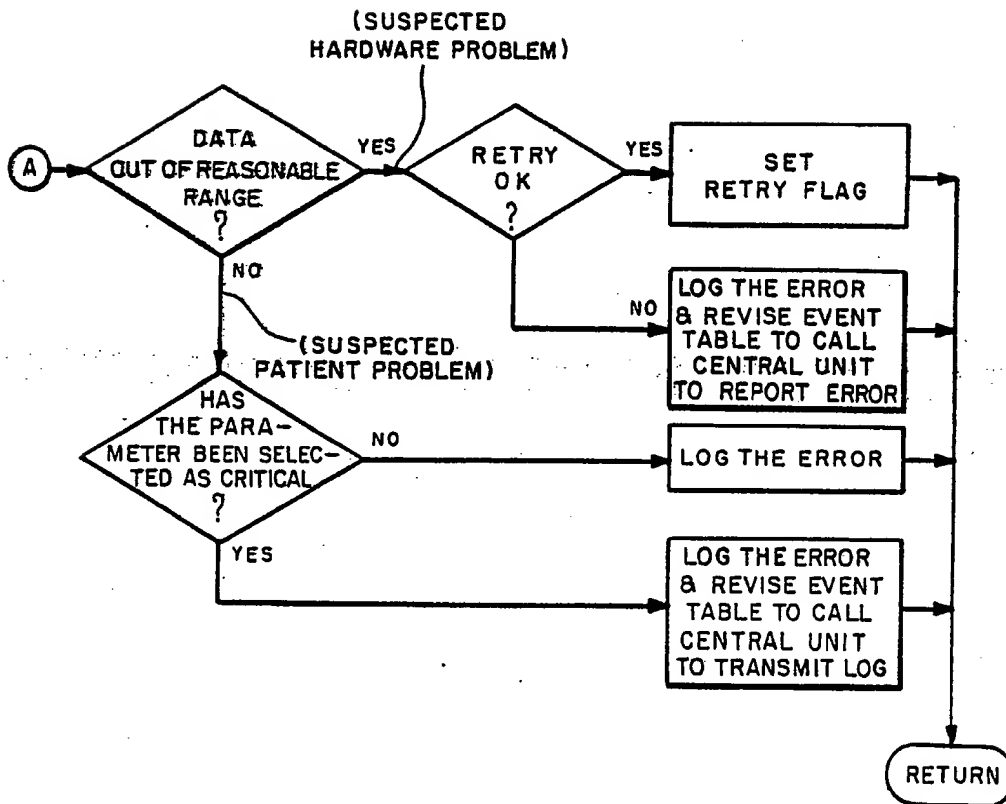 (SUSPECTED
HARDWARE PROBLEM)
A
DATA
OUT OF REASONABLE
RANGE
?
YES
RETRY
OK
?
YES
SET
RETRY FLAG
NO
NO
LOG THE ERROR
& REVISE EVENT
TABLE TO CALL
CENTRAL UNIT
TO REPORT ERROR
(SUSPECTED
PATIENT PROBLEM)
HAS
THE PARA-
METER BEEN SELEC-
TED AS CRITICAL
?
NO
LOG THE ERROR
YES
LOG THE ERROR
& REVISE EVENT
TABLE TO CALL
CENTRAL UNIT
TO TRANSMIT LOG
RETURN